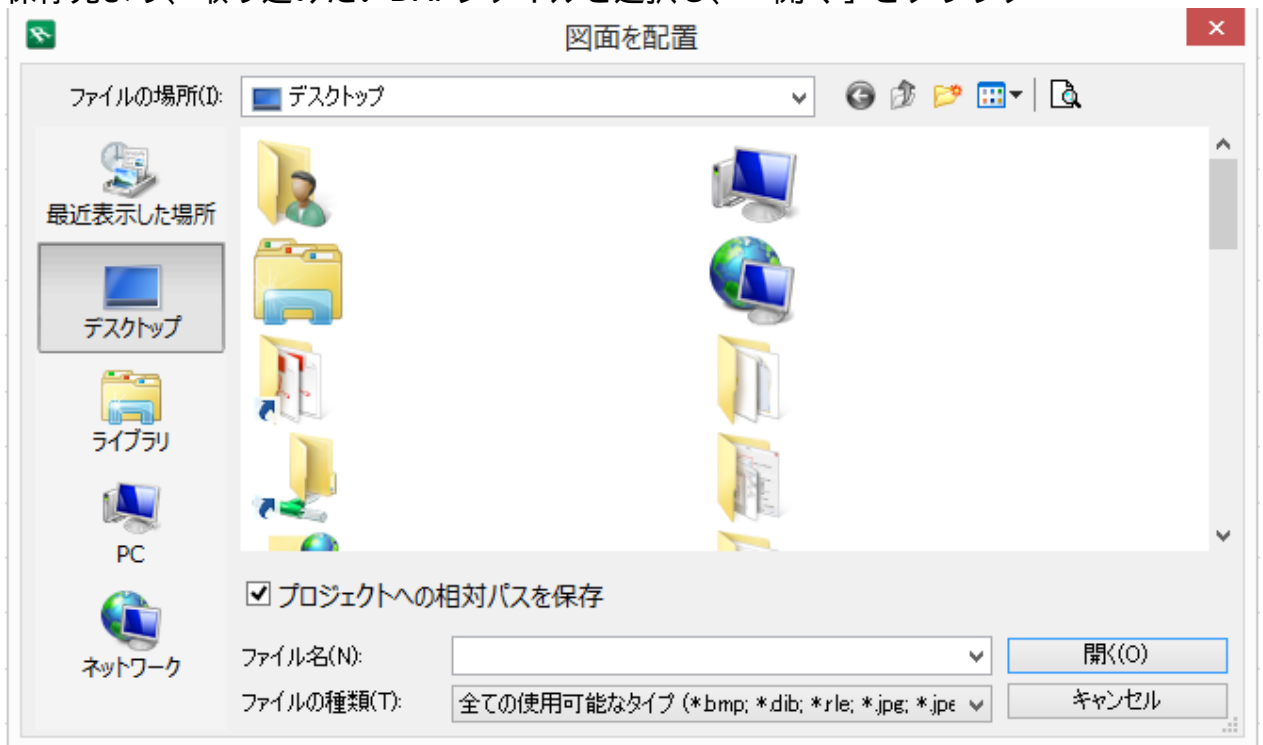 図面を配置
ファイルの場所(I):
デスクトップ
最近表示した場所
デスクトップ
ライブラリ
PC
ネットワーク
プロジェクトへの相対パスを保存
ファイル名(N):
開く(O)
ファイルの種類(T):
全ての使用可能なタイプ (*.bmp; *.dib; *.rle; *.jpg; *.jpe
キャンセル